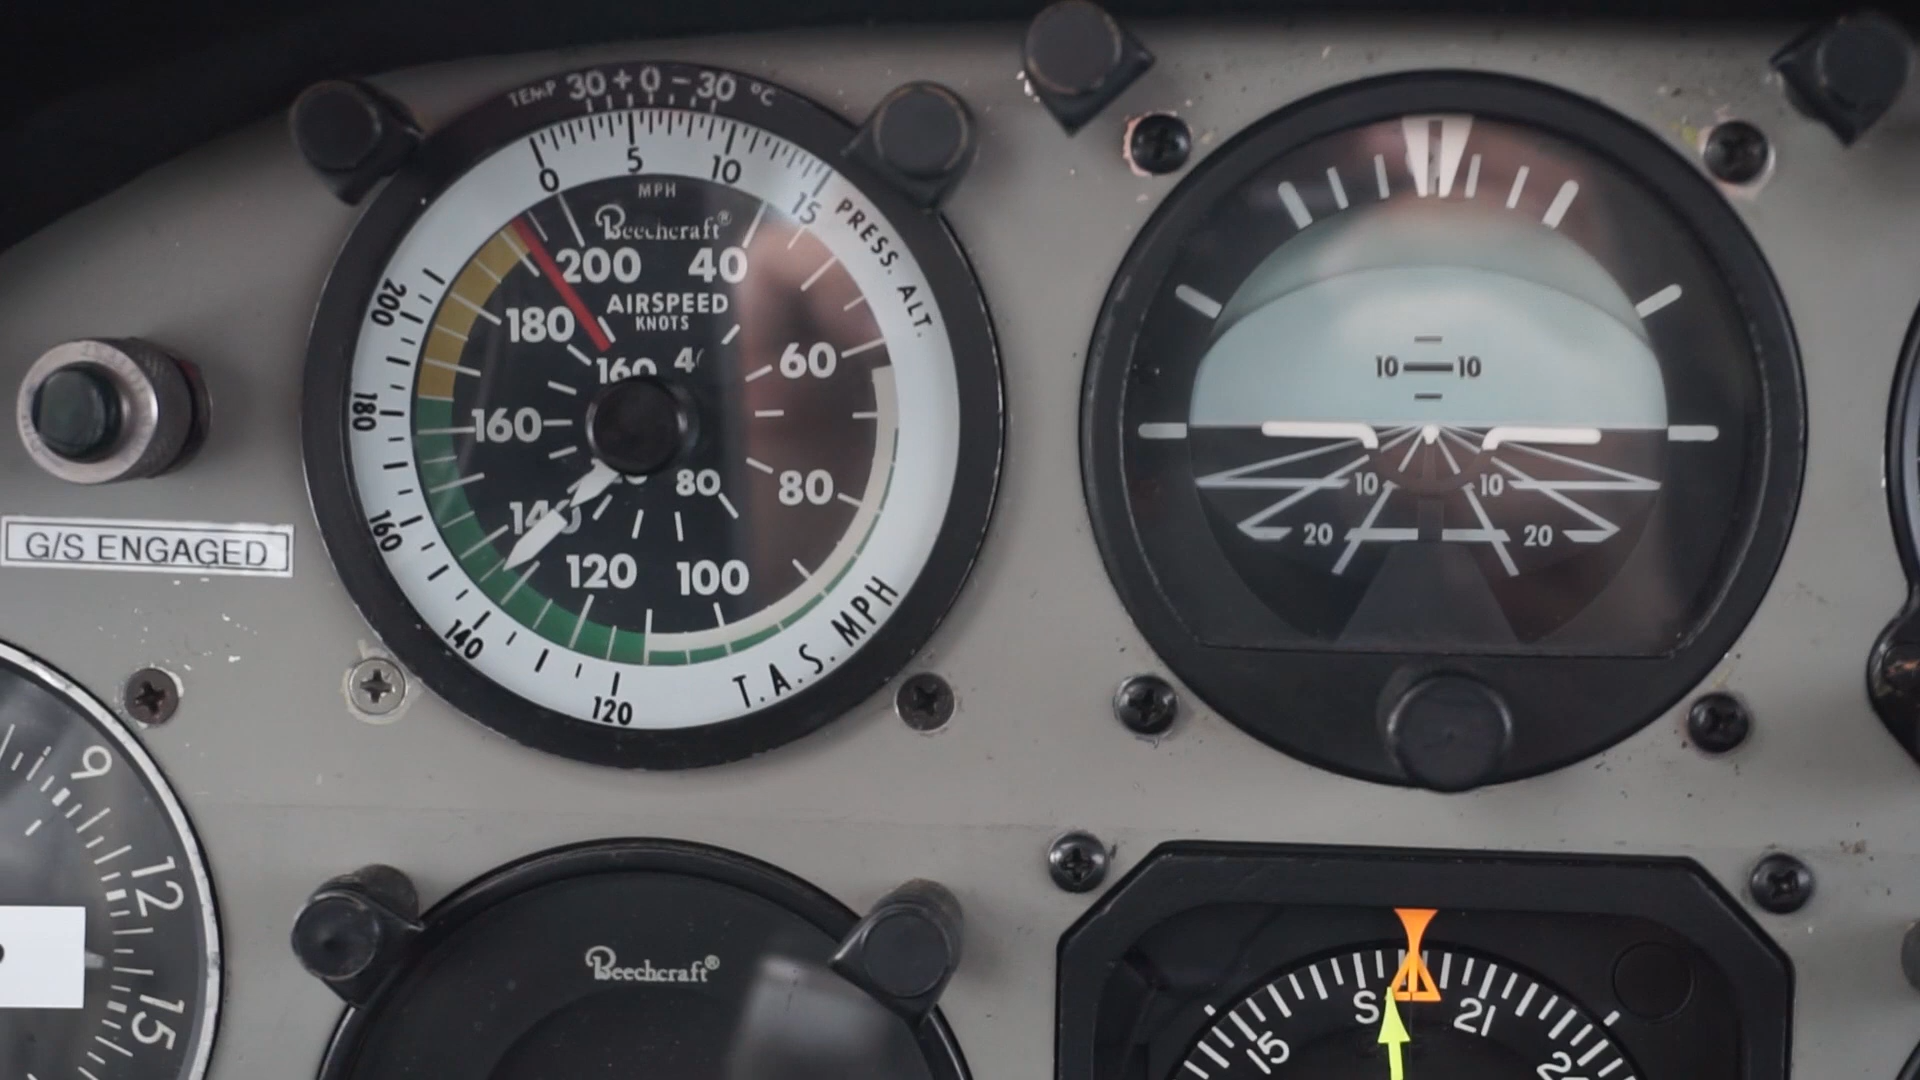 TEMP 30 + 0 - 30 °C
0 5 10 15
MPH
Beechcraft®
PRESS. ALT.
200 40
AIRSPEED
KNOTS
180
160
60
160
80
80
140
120 100
200
180
160
140
120
T.A.S. MPH
10 10
10 10
20 20
G/S ENGAGED
9
12
15
Beechcraft®
15 S 21